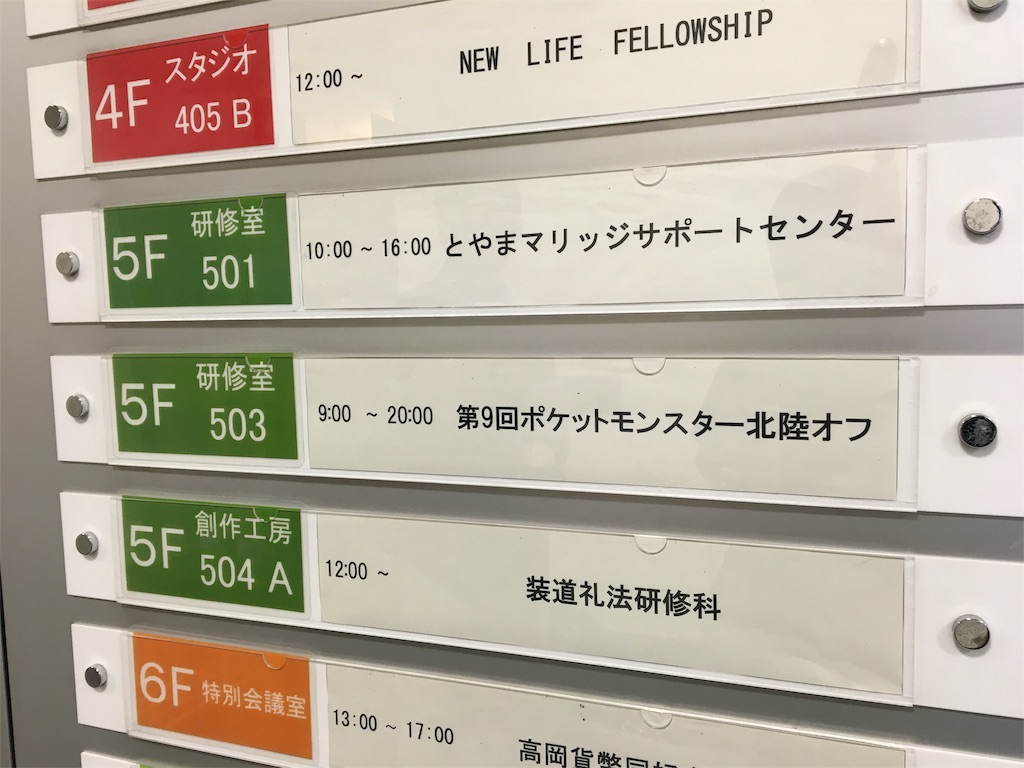 4F スタジオ 405 B 12:00 ~ NEW LIFE FELLOWSHIP
5F 研修室 501 10:00 ~ 16:00 とやまマリッジサポートセンター
5F 研修室 503 9:00 ~ 20:00 第9回ポケットモンスター北陸オフ
5F 創作工房 504 A 12:00 ~ 装道礼法研修科
6F 特別会議室 13:00 ~ 17:00 高岡貨幣